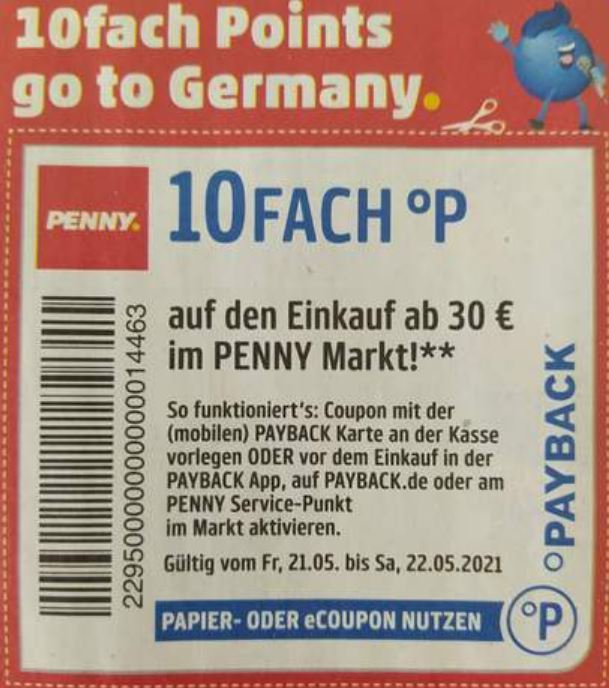 10fach Points
go to Germany.
PENNY.
10FACH °P
auf den Einkauf ab 30 €
im PENNY Markt!**
So funktioniert's: Coupon mit der
(mobilen) PAYBACK Karte an der Kasse
vorlegen ODER vor dem Einkauf in der
PAYBACK App, auf PAYBACK.de oder am
PENNY Service-Punkt
im Markt aktivieren.
Gültig vom Fr, 21.05. bis Sa, 22.05.2021
PAPIER- ODER eCOUPON NUTZEN
°P
°PAYBACK